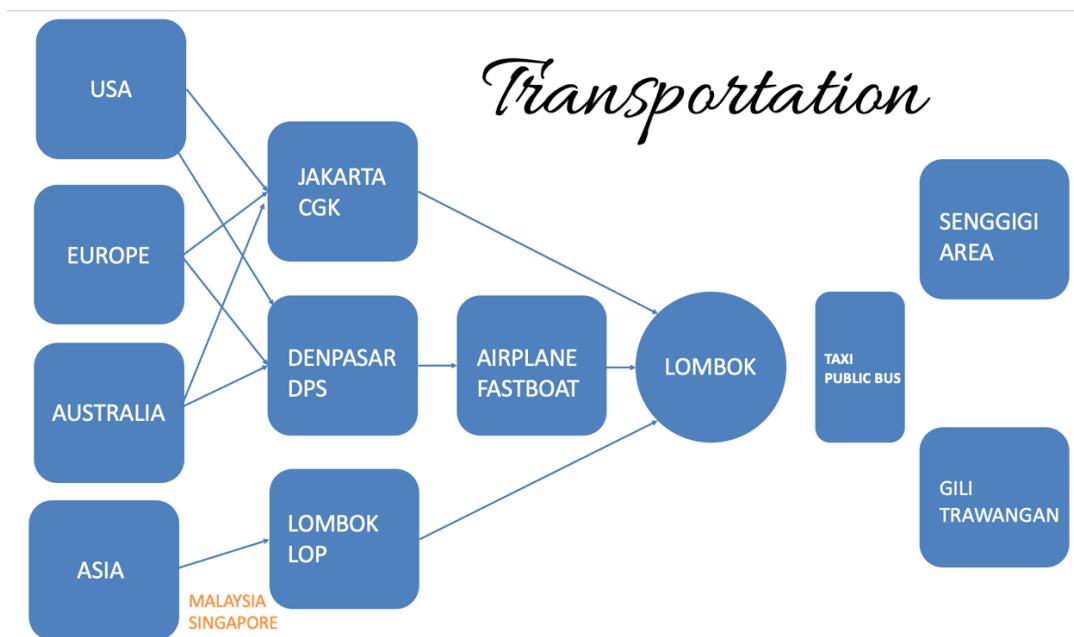 Transportation
USA
EUROPE
AUSTRALIA
ASIA
MALAYSIA
SINGAPORE
JAKARTA
CGK
DENPASAR
DPS
LOMBOK
LOP
AIRPLANE
FASTBOAT
LOMBOK
TAXI
PUBLIC BUS
SENGGIGI
AREA
GILI
TRAWANGAN